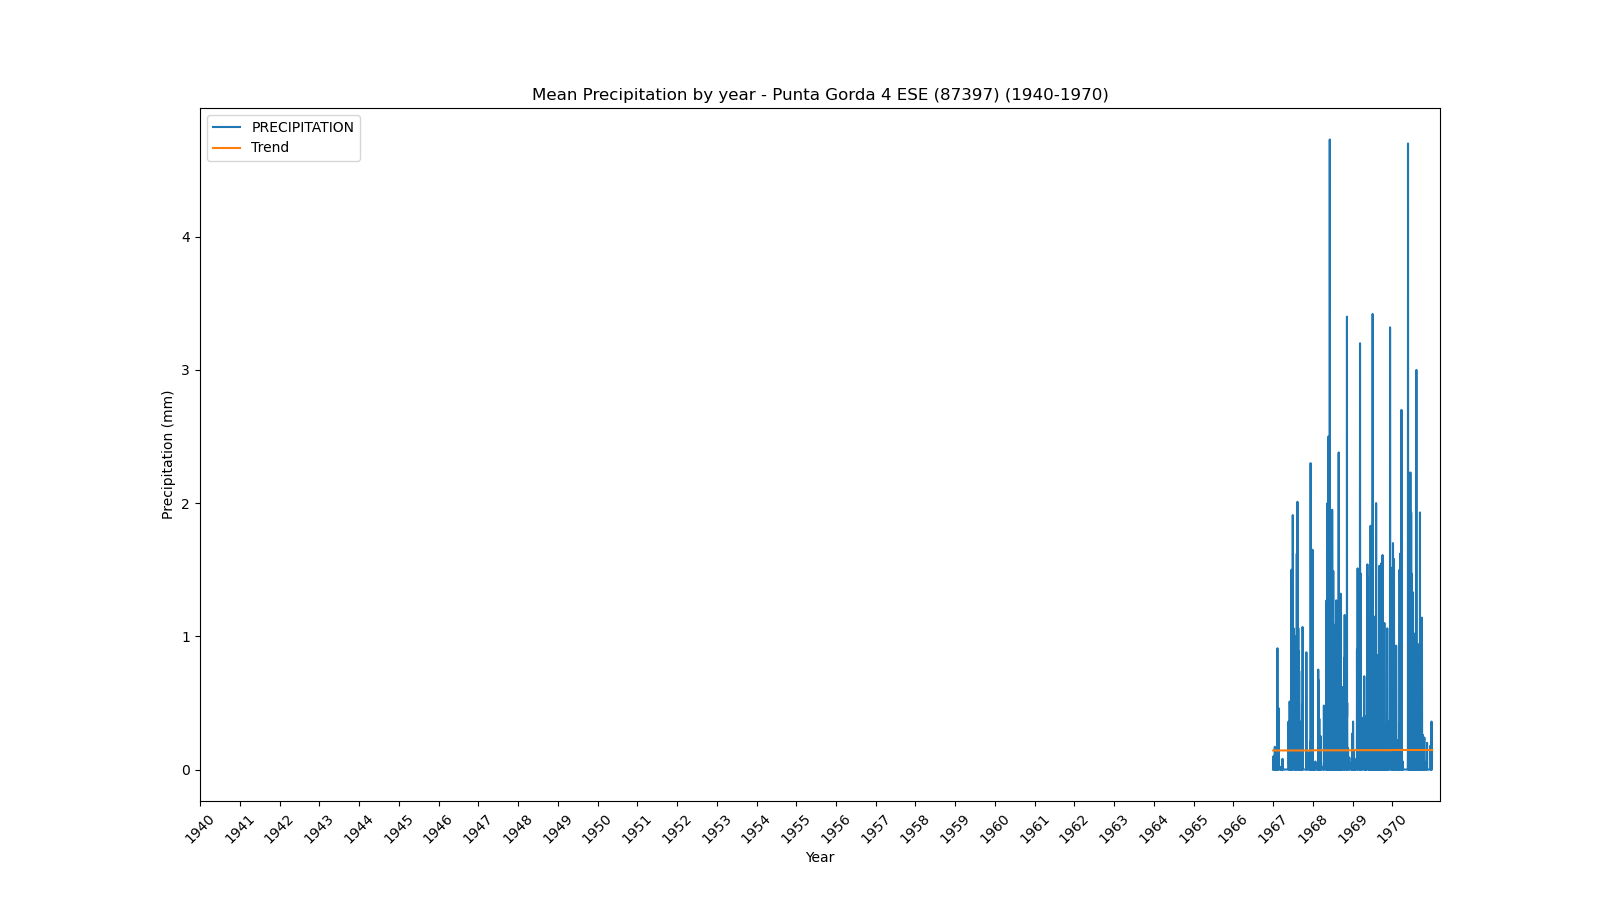 Mean Precipitation by year - Punta Gorda 4 ESE (87397) (1940-1970)
PRECIPITATION
Trend
Precipitation (mm)
4
3
2
1
0
1940 1941 1942 1943 1944 1945 1946 1947 1948 1949 1950 1951 1952 1953 1954 1955 1956 1957 1958 1959 1960 1961 1962 1963 1964 1965 1966 1967 1968 1969 1970
Year